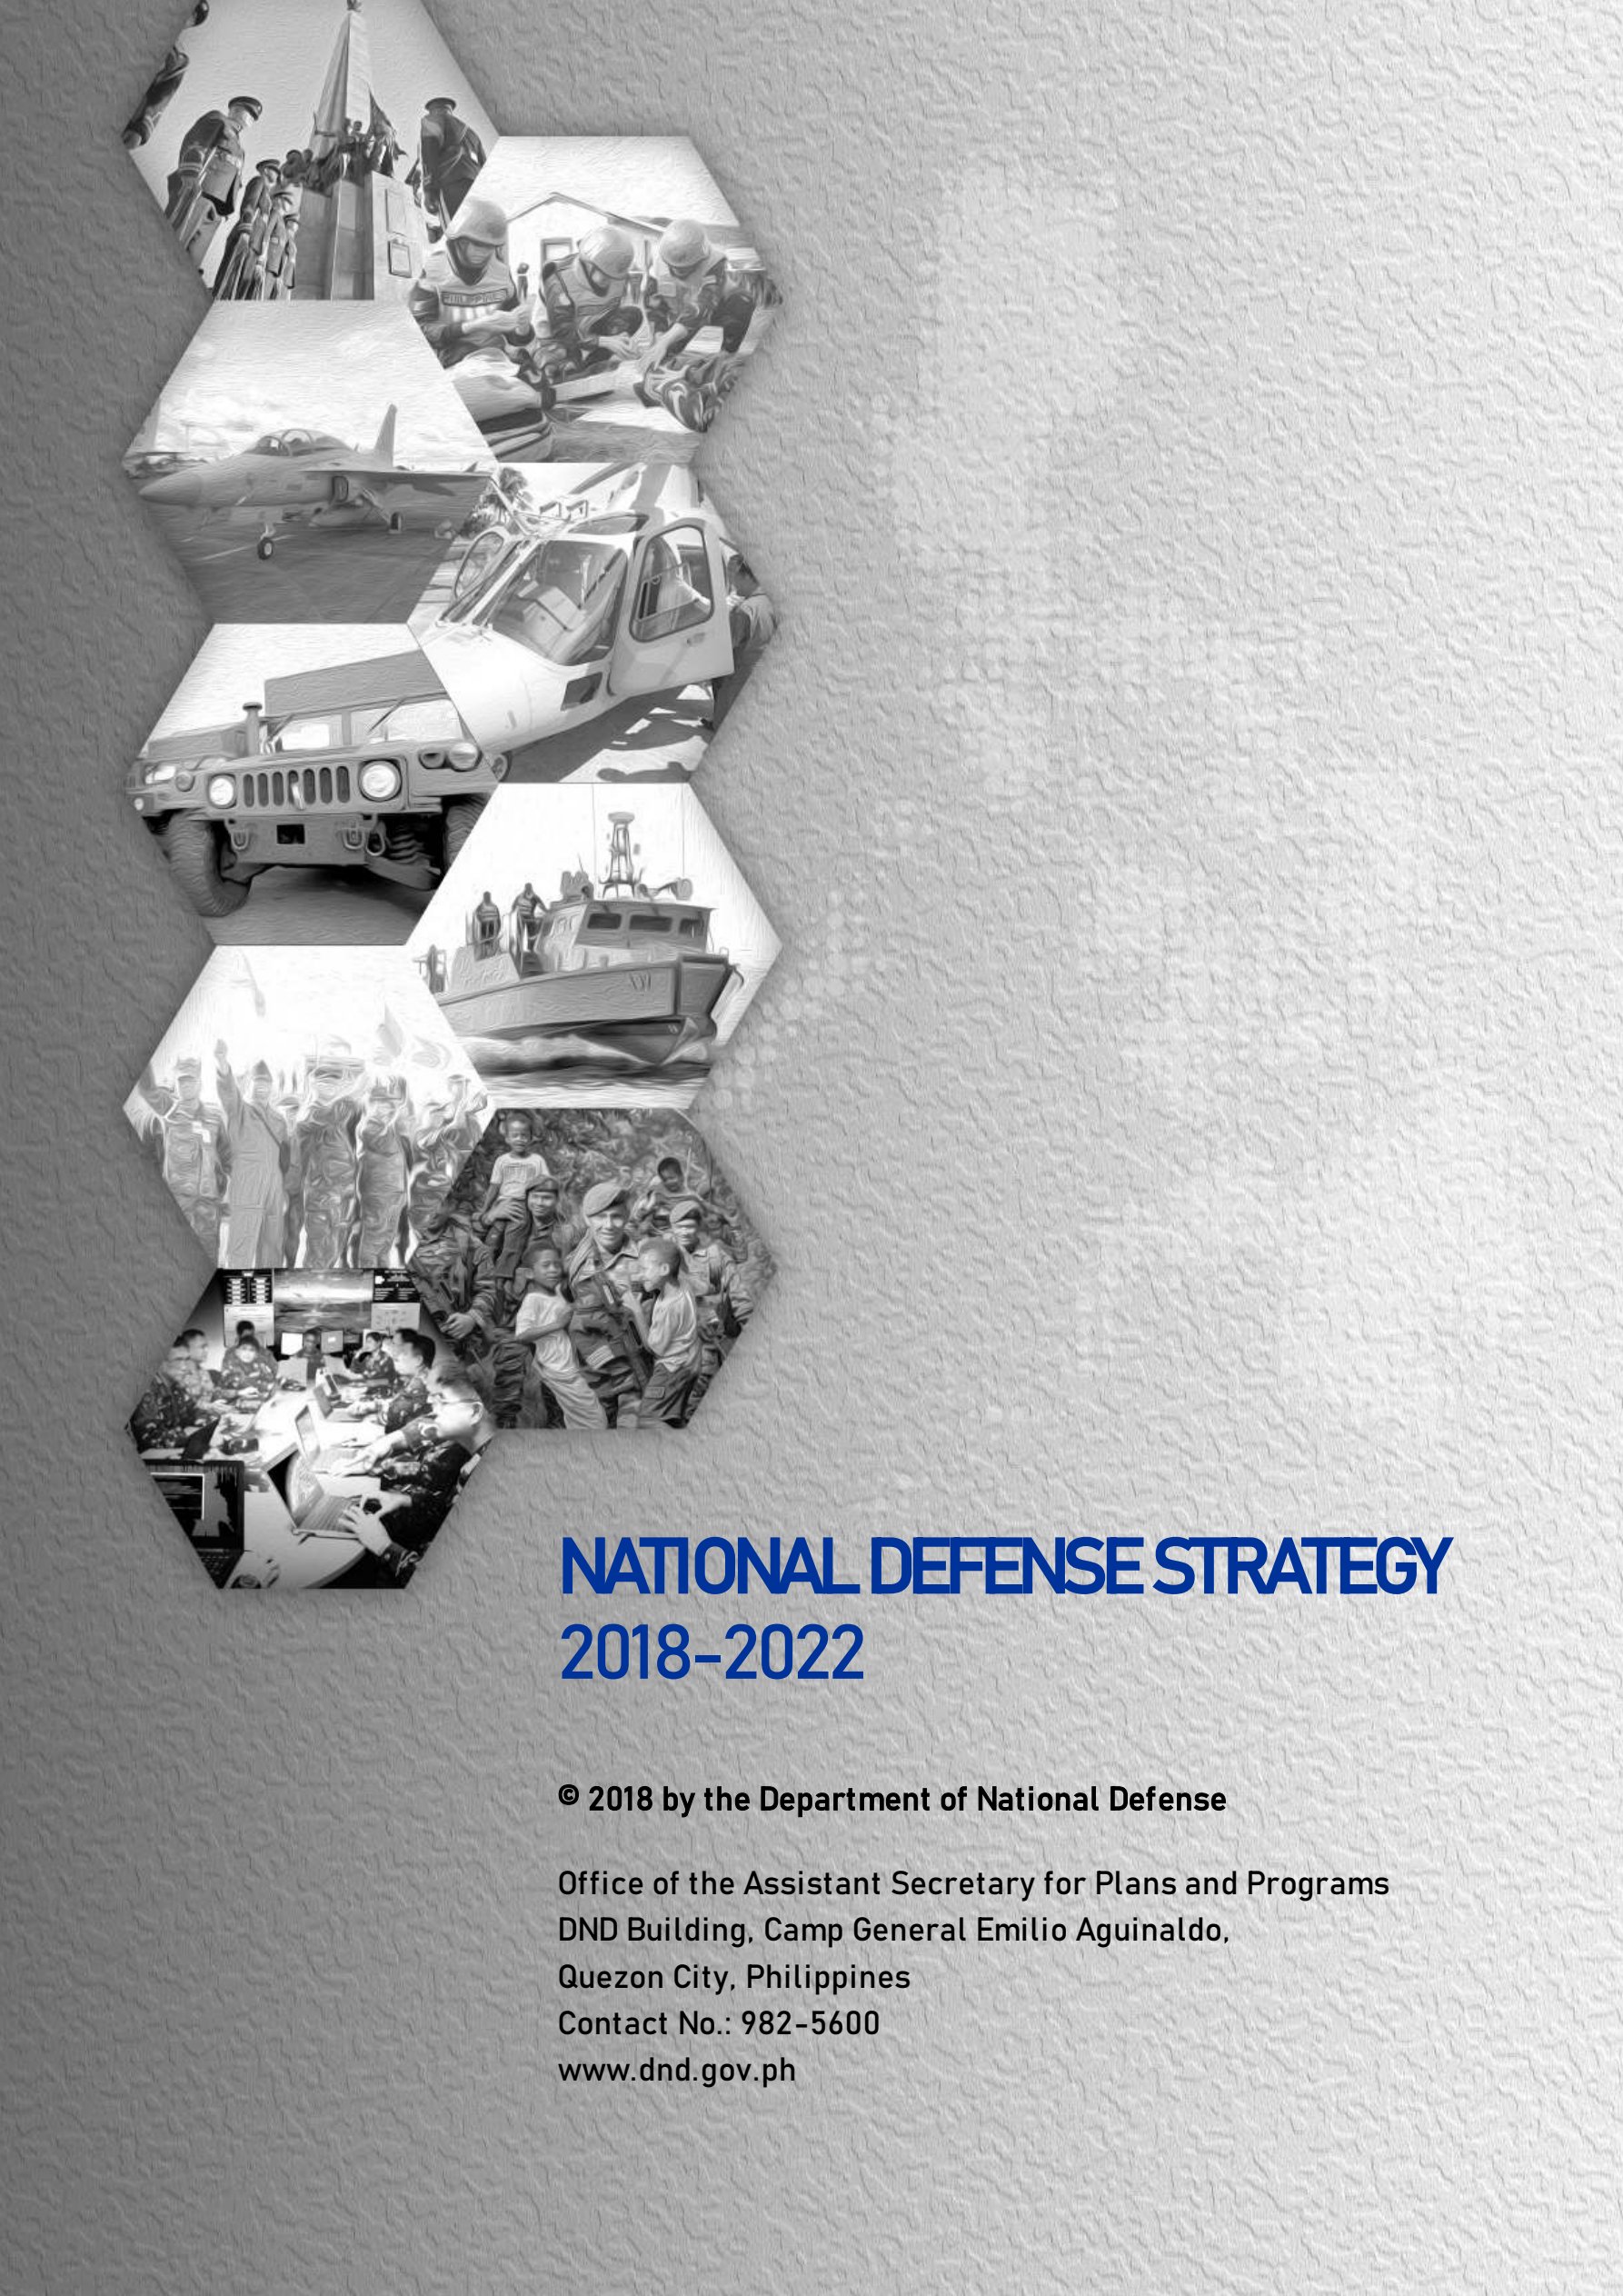 PHILIPPINES
NATIONAL DEFENSE STRATEGY
2018-2022
© 2018 by the Department of National Defense
Office of the Assistant Secretary for Plans and Programs
DND Building, Camp General Emilio Aguinaldo,
Quezon City, Philippines
Contact No.: 982-5600
www.dnd.gov.ph